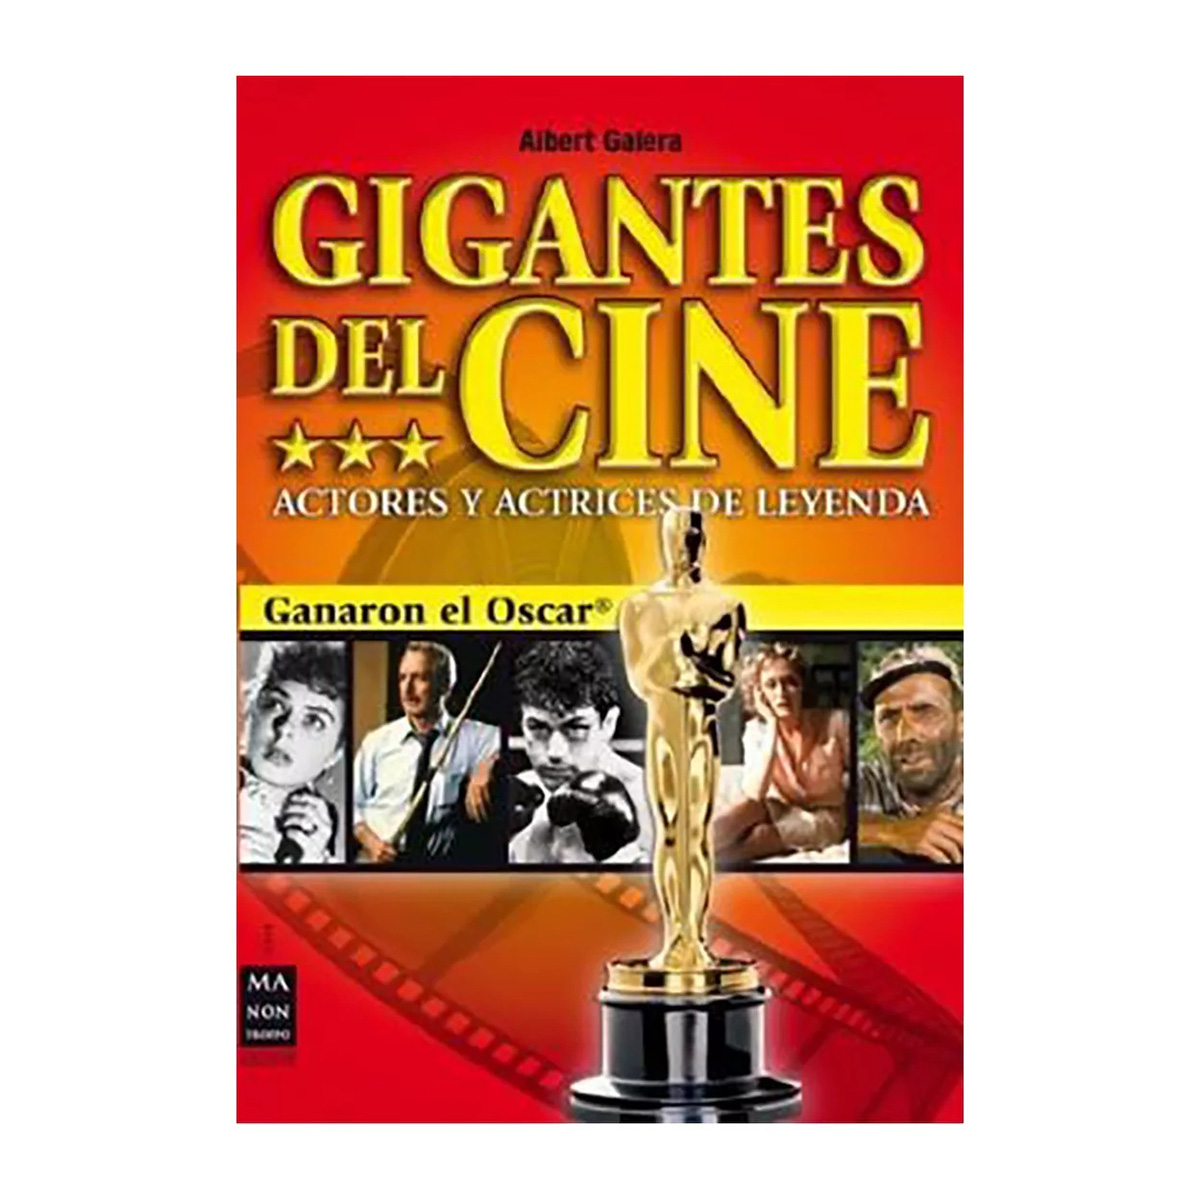 Albert Galera
GIGANTES
DEL CINE
ACTORES Y ACTRICES DE LEYENDA
Ganaron el Oscar®
MA
NON
TROPPO